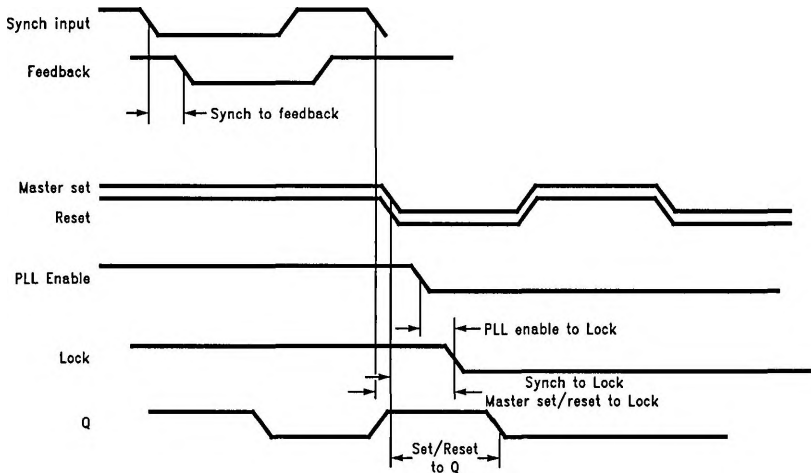 Synch input
Feedback
Synch to feedback
Master set
Reset
PLL Enable
PLL enable to Lock
Lock
Synch to Lock
Master set/reset to Lock
Q
Set/Reset
to Q